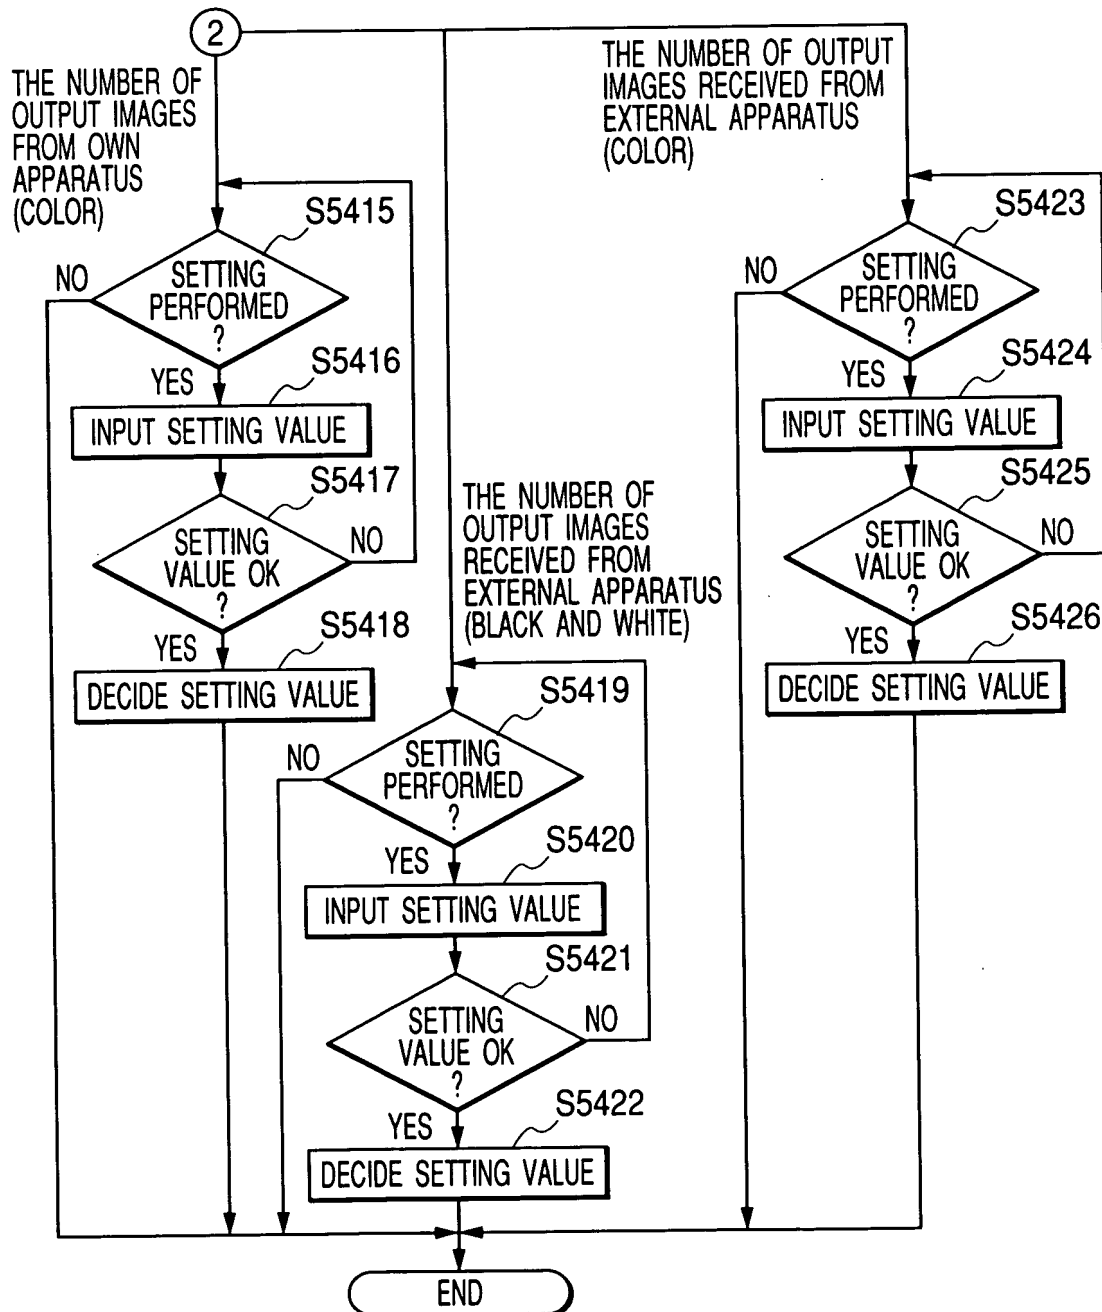 2
THE NUMBER OF
OUTPUT IMAGES
FROM OWN
APPARATUS
(COLOR)
S5415
SETTING
PERFORMED
?
NO
YES
S5416
INPUT SETTING VALUE
S5417
SETTING
VALUE OK
?
NO
YES
S5418
DECIDE SETTING VALUE
THE NUMBER OF
OUTPUT IMAGES
RECEIVED FROM
EXTERNAL APPARATUS
(BLACK AND WHITE)
S5419
SETTING
PERFORMED
?
NO
YES
S5420
INPUT SETTING VALUE
S5421
SETTING
VALUE OK
?
NO
YES
S5422
DECIDE SETTING VALUE
THE NUMBER OF OUTPUT
IMAGES RECEIVED FROM
EXTERNAL APPARATUS
(COLOR)
S5423
SETTING
PERFORMED
?
NO
YES
S5424
INPUT SETTING VALUE
S5425
SETTING
VALUE OK
?
NO
YES
S5426
DECIDE SETTING VALUE
END